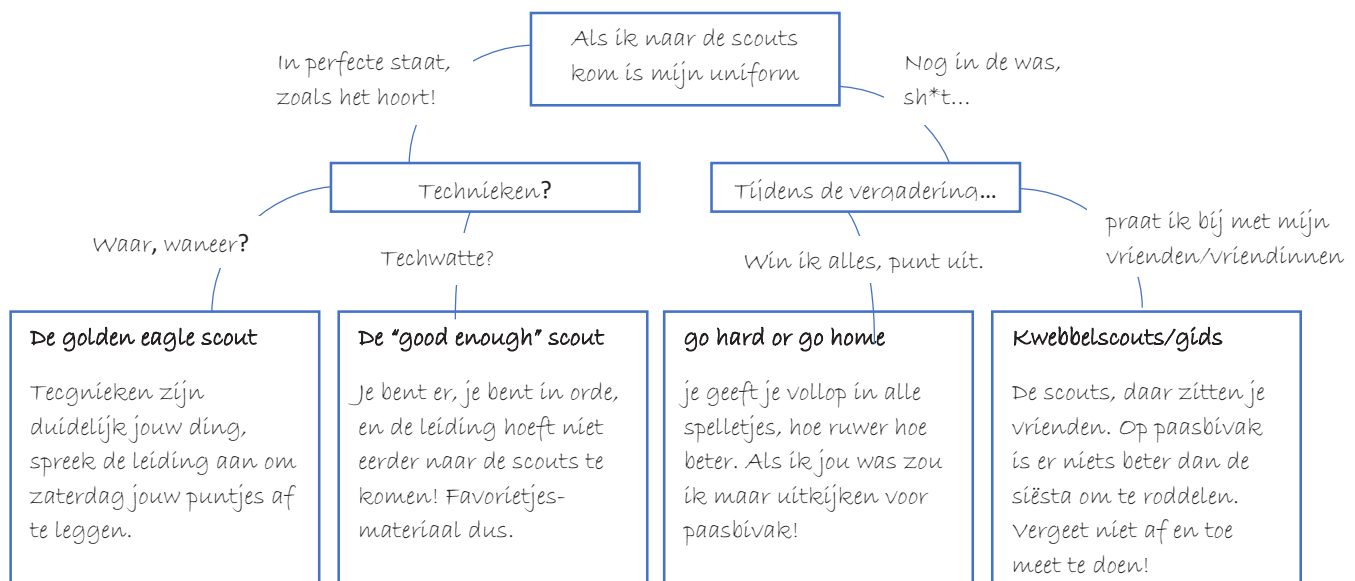 Als ik naar de scouts
kom is mijn uniform
In perfecte staat,
zoals het hoort!
Nog in de was,
sh*t...
Technieken?
Tijdens de vergadering...
Waar, waneer?
Techwatte?
Win ik alles, punt uit.
praat ik bij met mijn
vrienden/vriendinnen
De golden eagle scout
Tecgnieken zijn
duidelijk jouw ding,
spreek de leiding aan om
zaterdag jouw puntjes af
te leggen.
De “good enough” scout
Je bent er, je bent in orde,
en de leiding hoeft niet
eerder naar de scouts te
komen! Favorietjes-
materiaal dus.
go hard or go home
je geeft je vollop in alle
spelletjes, hoe ruwer hoe
beter. Als ik jou was zou
ik maar uitkijken voor
paasbivak!
Kwebbelscouts/gids
De scouts, daar zitten je
vrienden. Op paasbivak
is er niets beter dan de
siësta om te roddelen.
Vergeet niet af en toe
meet te doen!